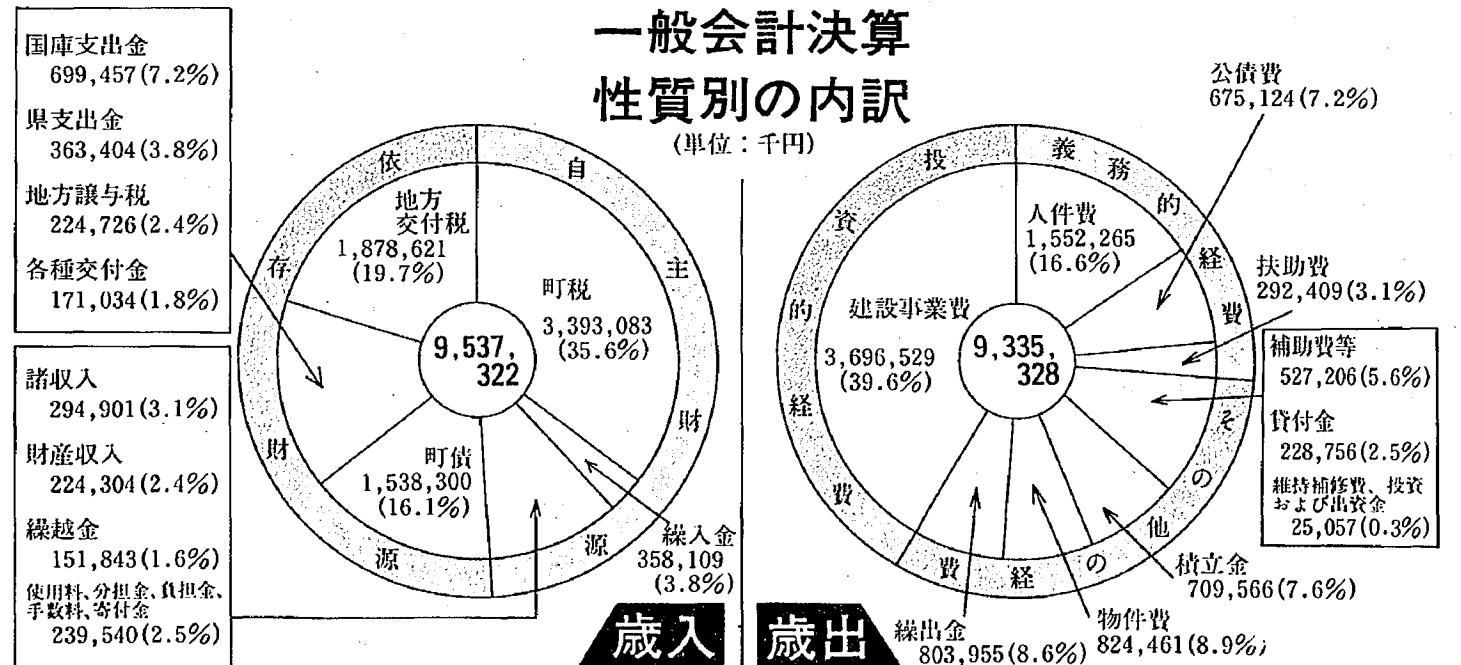 一般会計決算
性質別の内訳
(単位:千円)
国庫支出金
699,457(7.2%)
県支出金
363,404(3.8%)
地方譲与税
224,726(2.4%)
各種交付金
171,034(1.8%)
諸収入
294,901(3.1%)
財産収入
224,304(2.4%)
繰越金
151,843(1.6%)
使用料、分担金、負担金、
手数料、寄付金
239,540(2.5%)
依存財源
自主財源
地方
交付税
1,878,621
(19.7%)
町税
3,393,083
(35.6%)
9,537,
322
町債
1,538,300
(16.1%)
繰入金
358,109
(3.8%)
歳入
投資的経費
義務的経費
その他の経費
人件費
1,552,265
(16.6%)
建設事業費
3,696,529
(39.6%)
9,335,
328
公債費
675,124(7.2%)
扶助費
292,409(3.1%)
補助費等
527,206(5.6%)
貸付金
228,756(2.5%)
維持補修費、投資
および出資金
25,057(0.3%)
積立金
709,566(7.6%)
物件費
824,461(8.9%)
繰出金
803,955(8.6%)
歳出